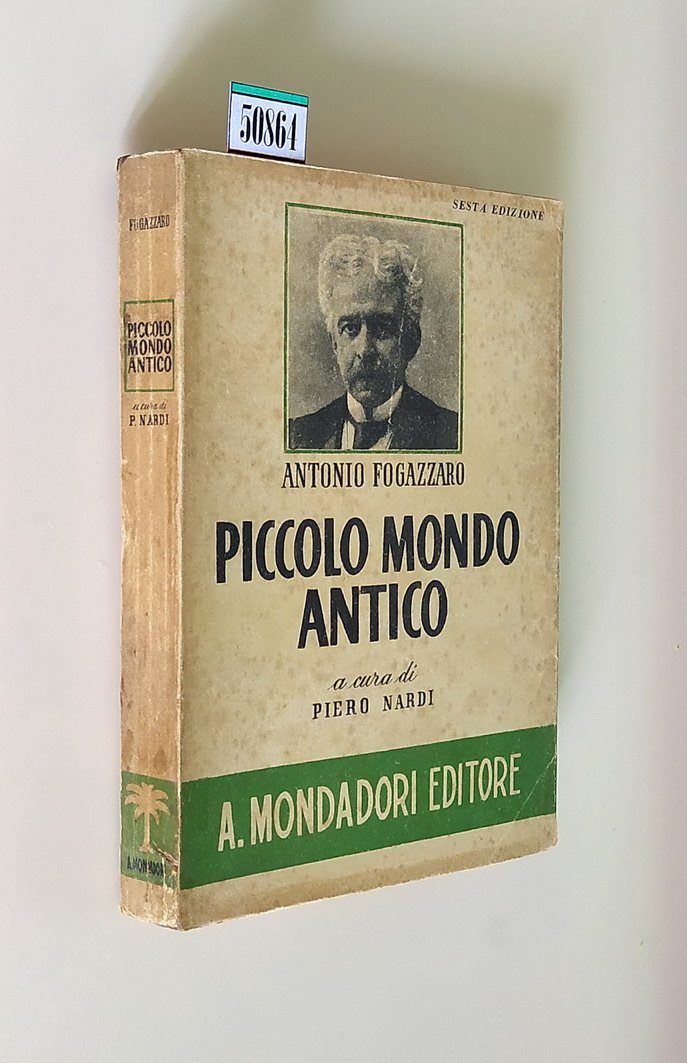 50864
FOGAZZARO
PICCOLO
MONDO
ANTICO
a cura di
P. NARDI
A. MONDADORI
SESTA EDIZIONE
ANTONIO FOGAZZARO
PICCOLO MONDO
ANTICO
a cura di
PIERO NARDI
A. MONDADORI EDITORE